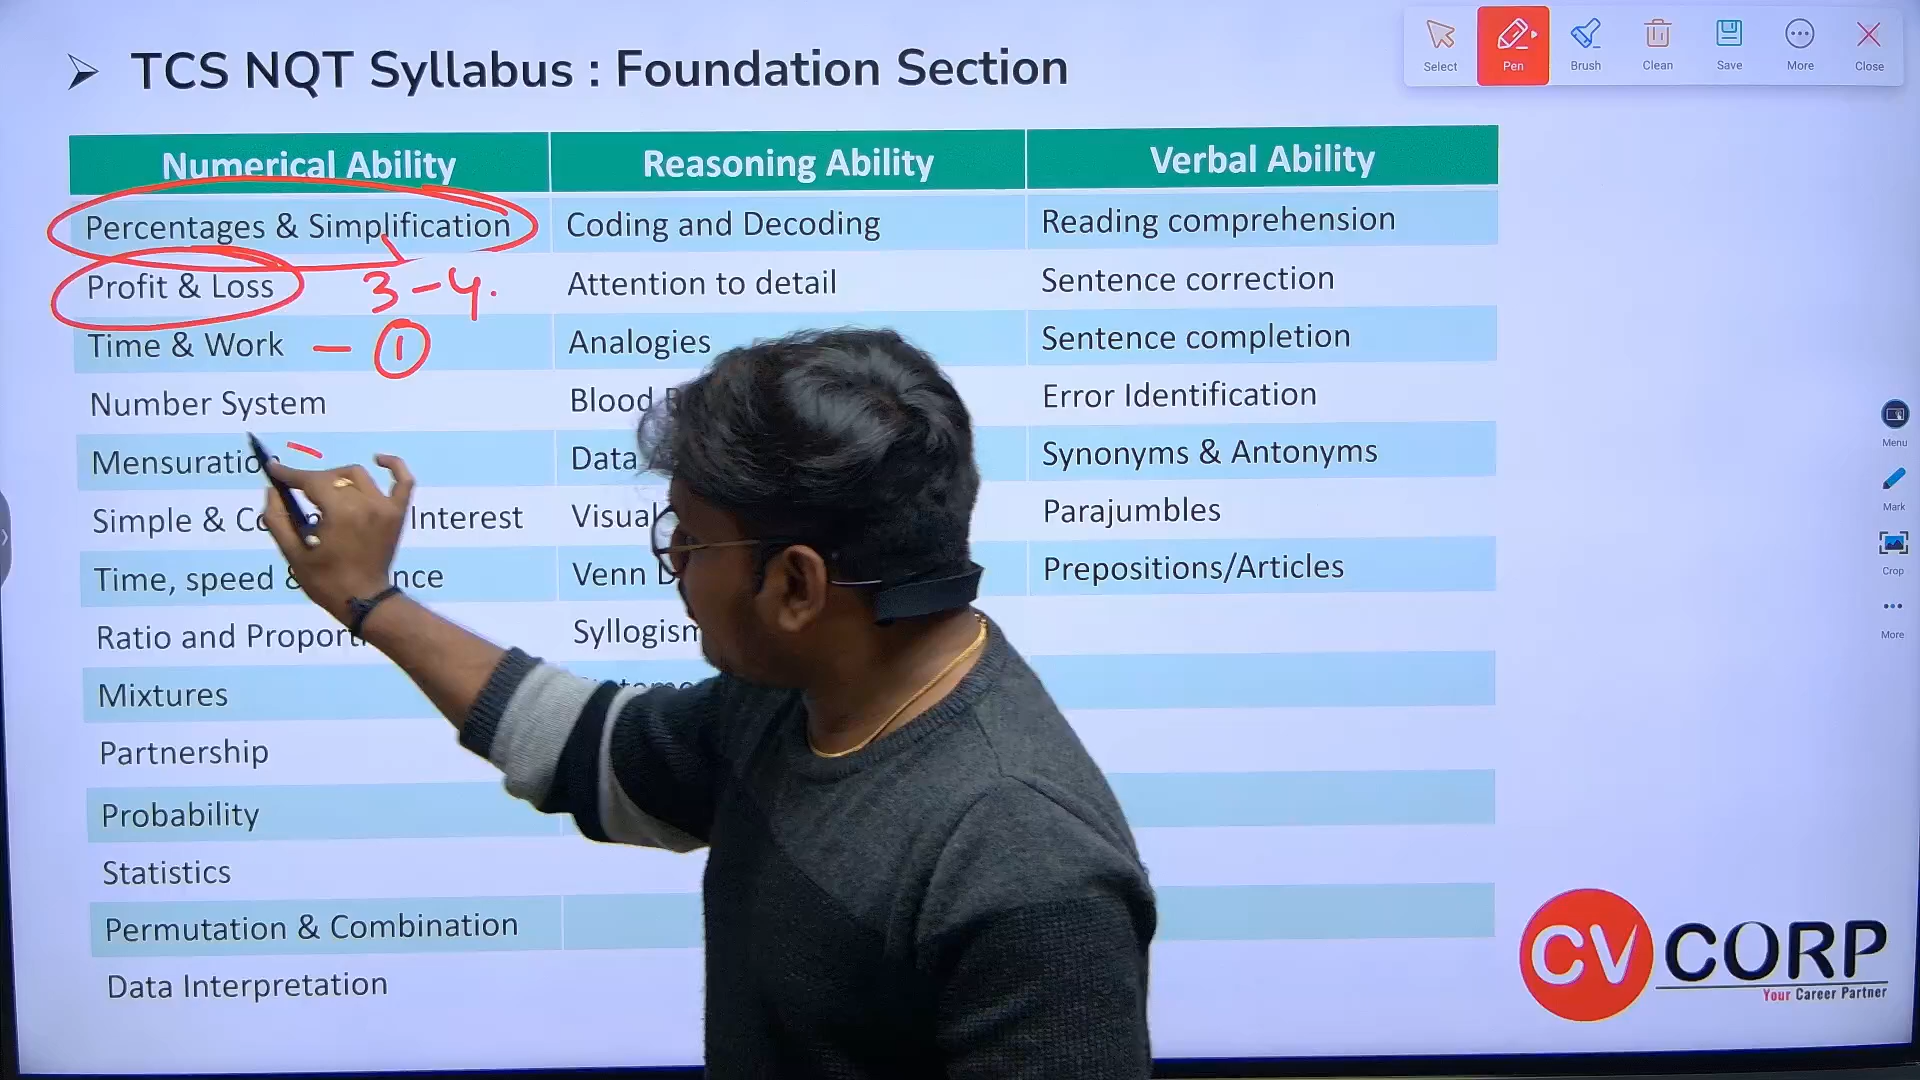 TCS NQT Syllabus : Foundation Section
Select Pen Brush Clean Save More Close
Numerical Ability Reasoning Ability Verbal Ability
Percentages & Simplification Coding and Decoding Reading comprehension
Profit & Loss 3-4. Attention to detail Sentence correction
Time & Work - 1 Analogies Sentence completion
Number System Blood Error Identification
Mensuration Data Synonyms & Antonyms
Simple & Interest Visual Parajumbles
Time, speed Venn Prepositions/Articles
Ratio and Syllogism
Mixtures
Partnership
Probability
Statistics
Permutation & Combination
Data Interpretation
Menu
Mark
Crop
More
CV CORP
Your Career Partner